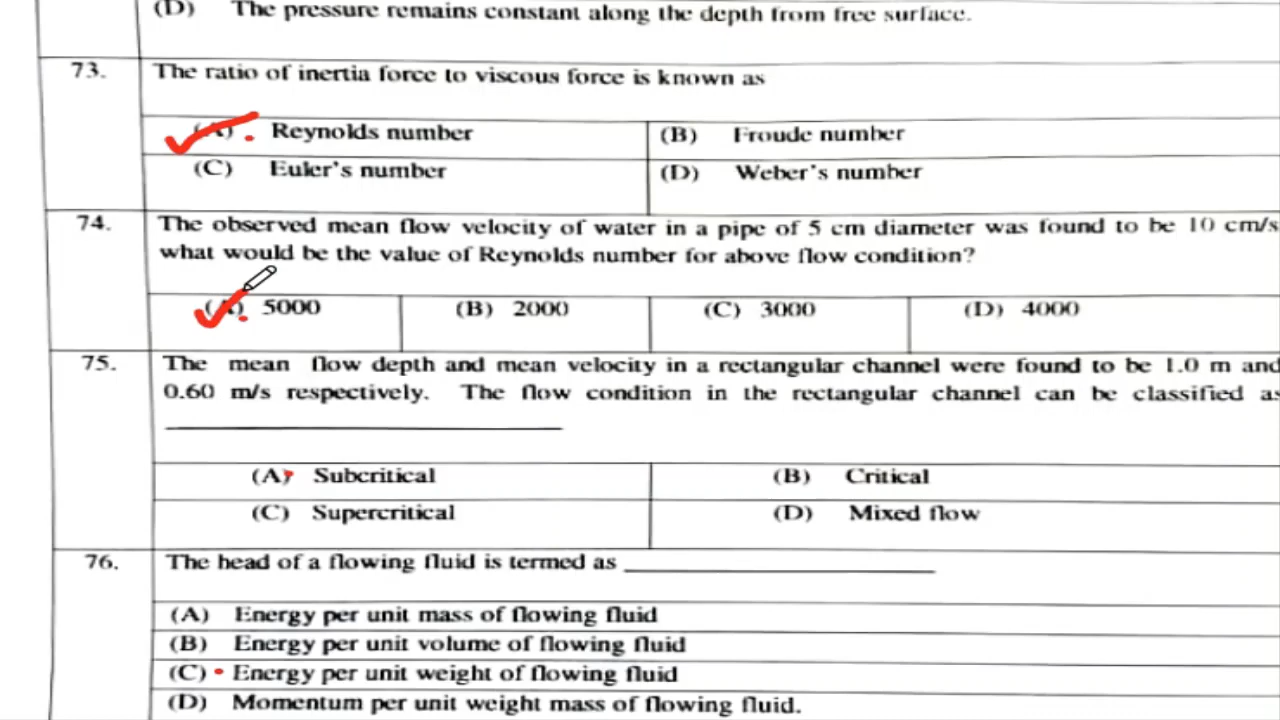 (D) The pressure remains constant along the depth from free surface.
73. The ratio of inertia force to viscous force is known as
(A) Reynolds number (B) Froude number
(C) Euler's number (D) Weber's number
74. The observed mean flow velocity of water in a pipe of 5 cm diameter was found to be 10 cm/s
what would be the value of Reynolds number for above flow condition?
(A) 5000 (B) 2000 (C) 3000 (D) 4000
75. The mean flow depth and mean velocity in a rectangular channel were found to be 1.0 m and
0.60 m/s respectively. The flow condition in the rectangular channel can be classified as
(A) Subcritical (B) Critical
(C) Supercritical (D) Mixed flow
76. The head of a flowing fluid is termed as
(A) Energy per unit mass of flowing fluid
(B) Energy per unit volume of flowing fluid
(C) Energy per unit weight of flowing fluid
(D) Momentum per unit weight mass of flowing fluid.